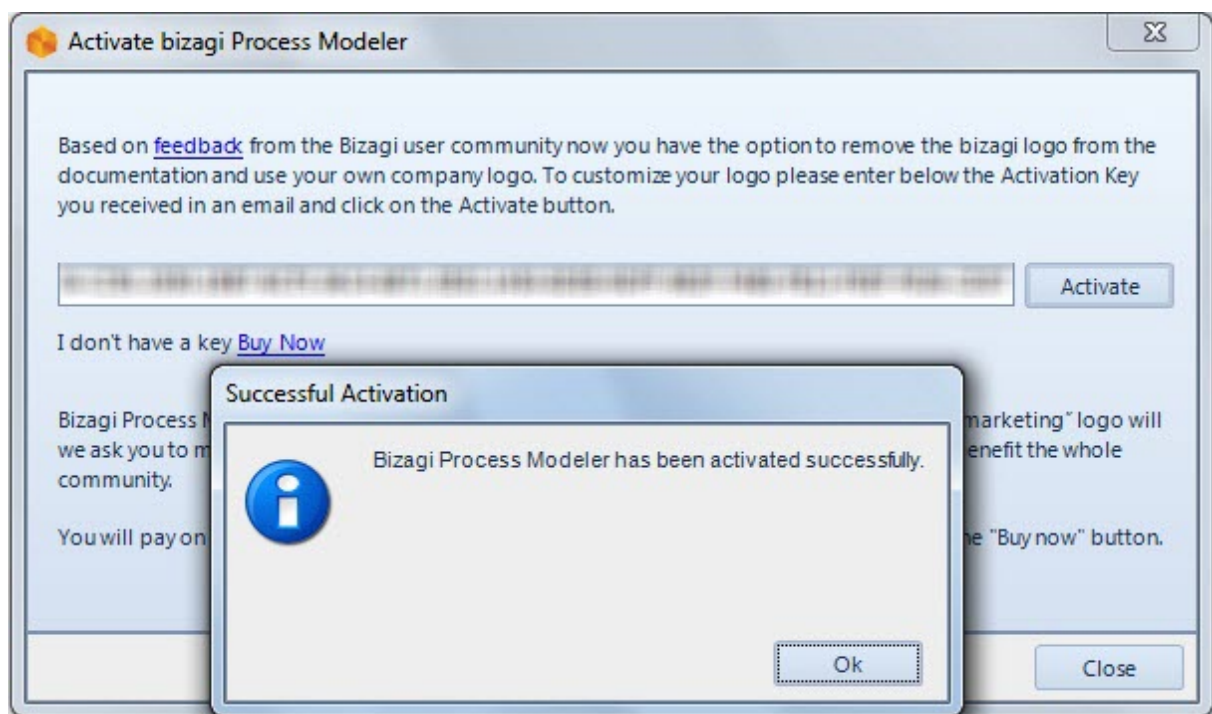 Activate bizagi Process Modeler
Based on feedback from the Bizagi user community now you have the option to remove the bizagi logo from the
documentation and use your own company logo. To customize your logo please enter below the Activation Key
you received in an email and click on the Activate button.
Activate
I don't have a key Buy Now
Successful Activation
Bizagi Process marketing" logo will
we ask you to enefit the whole
community.
Bizagi Process Modeler has been activated successfully.
You will pay on "Buy now" button.
Ok
Close